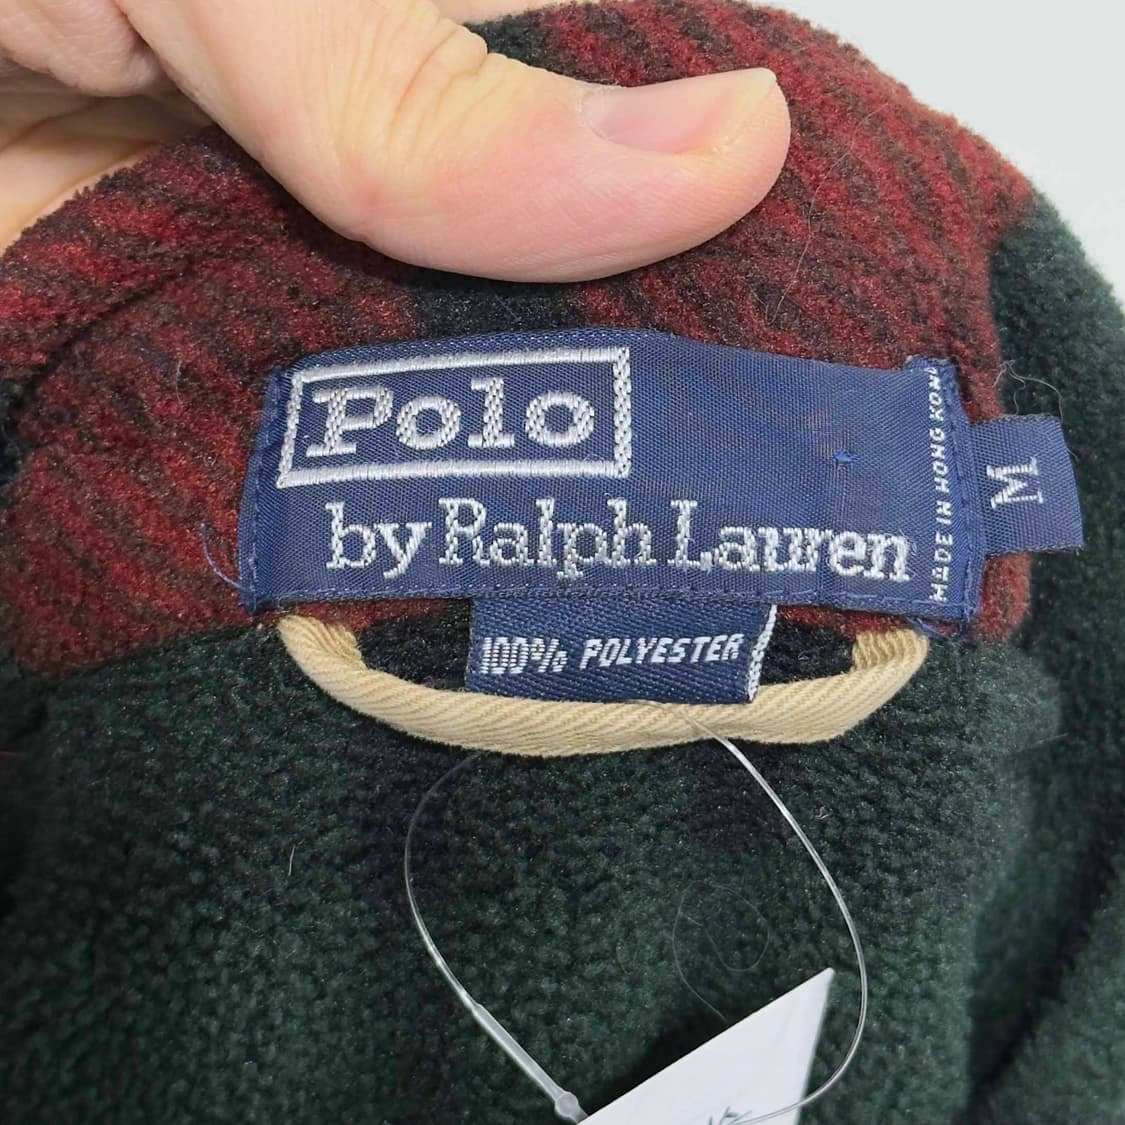 Polo
by Ralph Lauren
MADE IN HONG KONG
M
100% POLYESTER